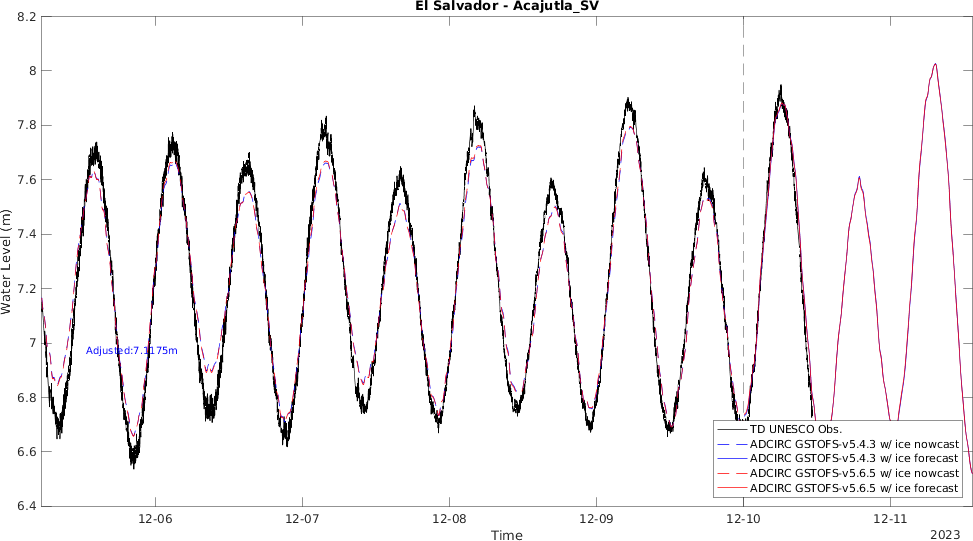 El Salvador - Acajutla_SV
8.2
8
7.8
7.6
7.4
7.2
7
6.8
6.6
6.4
Water Level (m)
Adjusted:7.1175m
TD UNESCO Obs.
ADCIRC GSTOFS-v5.4.3 w/ ice nowcast
ADCIRC GSTOFS-v5.4.3 w/ ice forecast
ADCIRC GSTOFS-v5.6.5 w/ ice nowcast
ADCIRC GSTOFS-v5.6.5 w/ ice forecast
12-06 12-07 12-08 12-09 12-10 12-11
Time
2023